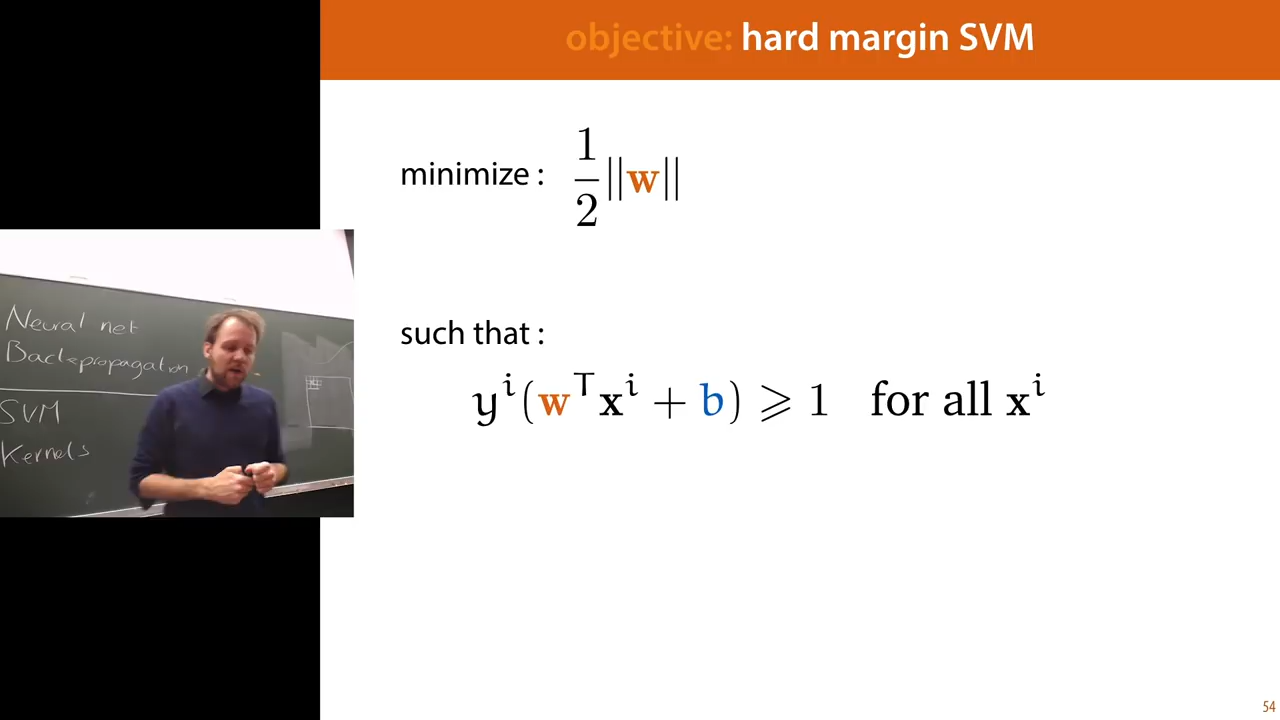 objective: hard margin SVM
minimize : 1/2 ||w||
such that :
yⁱ(wᵀxⁱ + b) ⩾ 1 for all xⁱ
Neural net
Backpropagation
SVM
Kernels
54